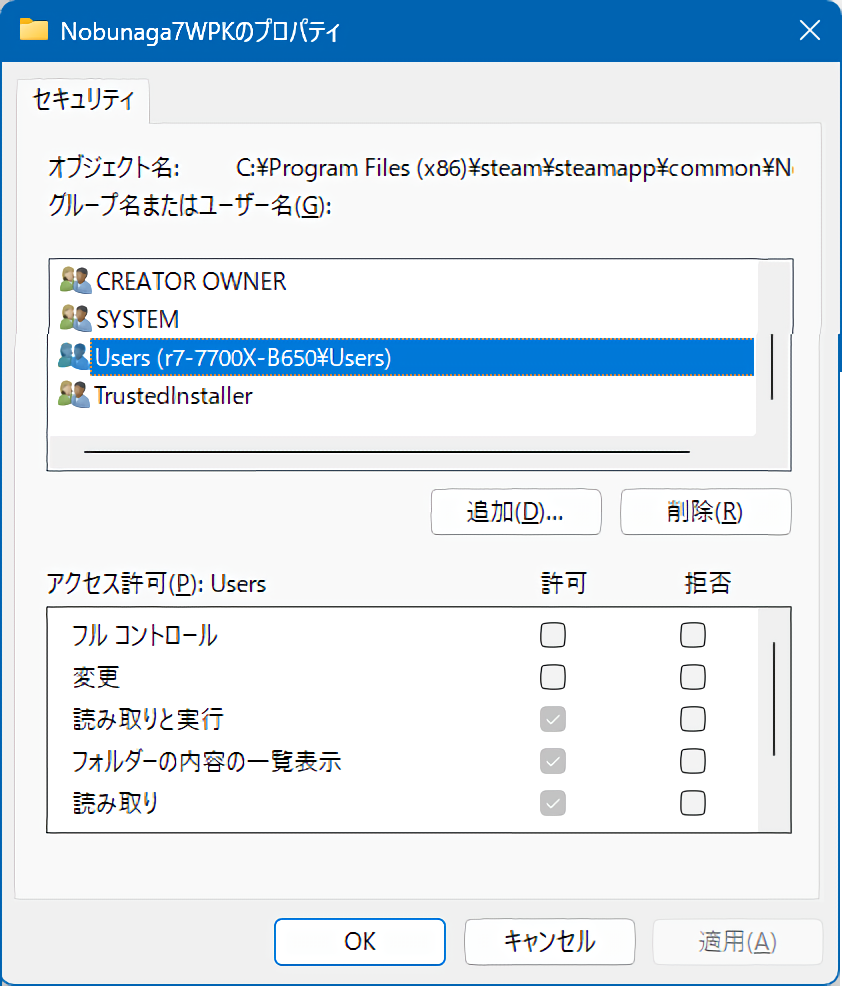 Nobunaga7WPKのプロパティ
セキュリティ
オブジェクト名: C:¥Program Files (x86)¥steam¥steamapp¥common¥N
グループ名またはユーザー名(G):
CREATOR OWNER
SYSTEM
Users (r7-7700X-B650¥Users)
TrustedInstaller
追加(D)... 削除(R)
アクセス許可(P): Users 許可 拒否
フル コントロール
変更
読み取りと実行
フォルダーの内容の一覧表示
読み取り
OK キャンセル 適用(A)